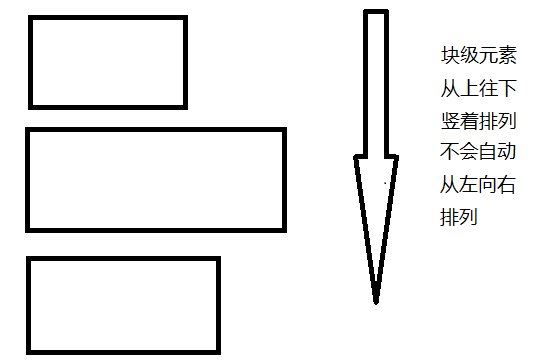 块级元素
从上往下
竖着排列
不会自动
从左向右
排列